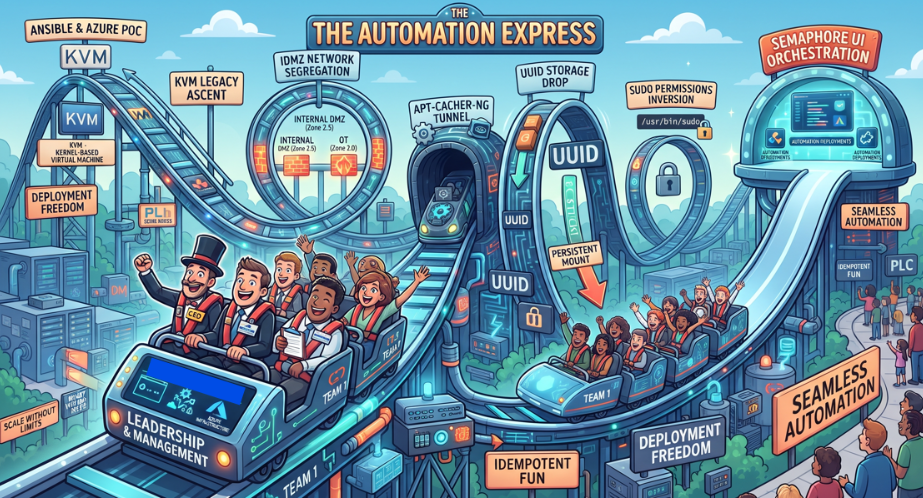 THE
THE AUTOMATION EXPRESS
ANSIBLE & AZURE POC
KVM
KVM
KVM -
KERNEL-BASED
VIRTUAL MACHINE
DEPLOYMENT
FREEDOM
KVM LEGACY
ASCENT
IDMZ NETWORK
SEGREGATION
INTERNAL DMZ
(Zone 2.5)
INTERNAL
DMZ (Zone 2.5)
OT
(Zone 2.0)
APT-CACHER-NG
TUNNEL
UUID STORAGE
DROP
UUID
UUID
UUID
PERSISTENT
MOUNT
SUDO PERMISSIONS
INVERSION
/usr/bin/sudo
SEMAPHORE UI
ORCHESTRATION
AUTOMATION DEPLOYMENTS
AUTOMATION
DEPLOYMENTS
SEAMLESS
AUTOMATION
IDEMPOTENT
FUN
PLC
CEO
TEAM 1
LEADERSHIP
& MANAGEMENT
TEAM 1
TEAM 1
SCALE WITHOUT
LIMITS
IDEMPOTENT
FUN
DEPLOYMENT
FREEDOM
SEAMLESS
AUTOMATION